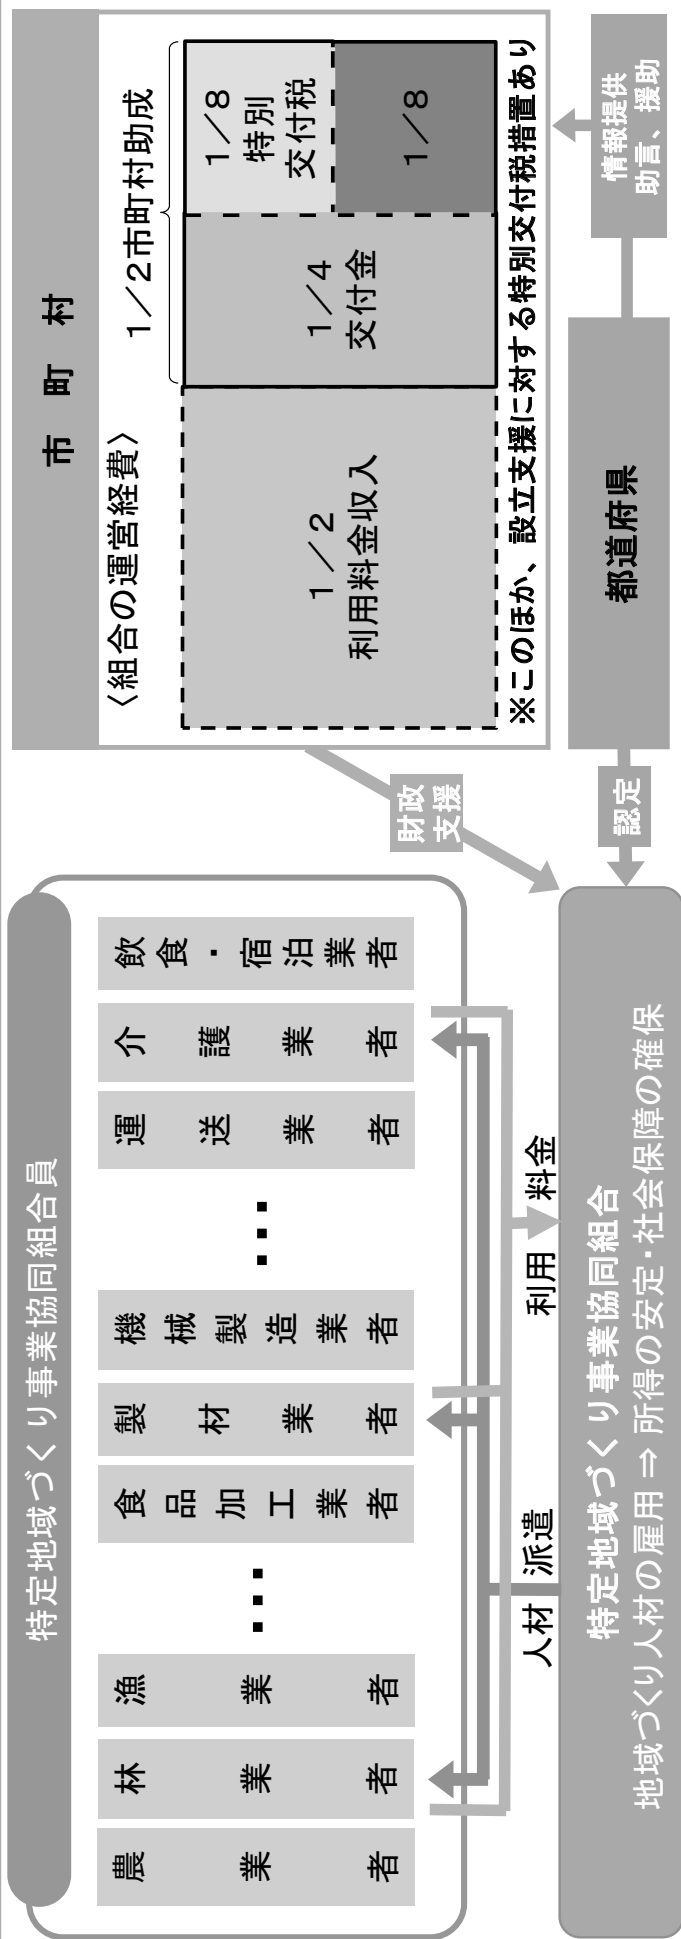 特定地域づくり事業協同組合員
農業者
林業者
漁業者
…
食品加工業者
製材業者
機械製造業者
…
運送業者
介護業者
飲食・宿泊業者
人材派遣
利用料金
特定地域づくり事業協同組合
地域づくり人材の雇用 ⇒ 所得の安定・社会保障の確保
市町村
〈組合の運営経費〉
1/2市町村助成
1/2
利用料金収入
1/4
交付金
1/8
特別
交付税
1/8
※このほか、設立支援に対する特別交付税措置あり
財政
支援
認定
都道府県
情報提供
助言、援助